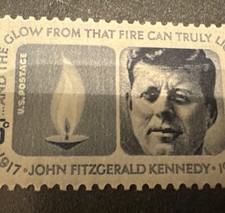 ...AND THE GLOW FROM THAT FIRE CAN TRULY
U.S. POSTAGE
1917 • JOHN FITZGERALD KENNEDY •